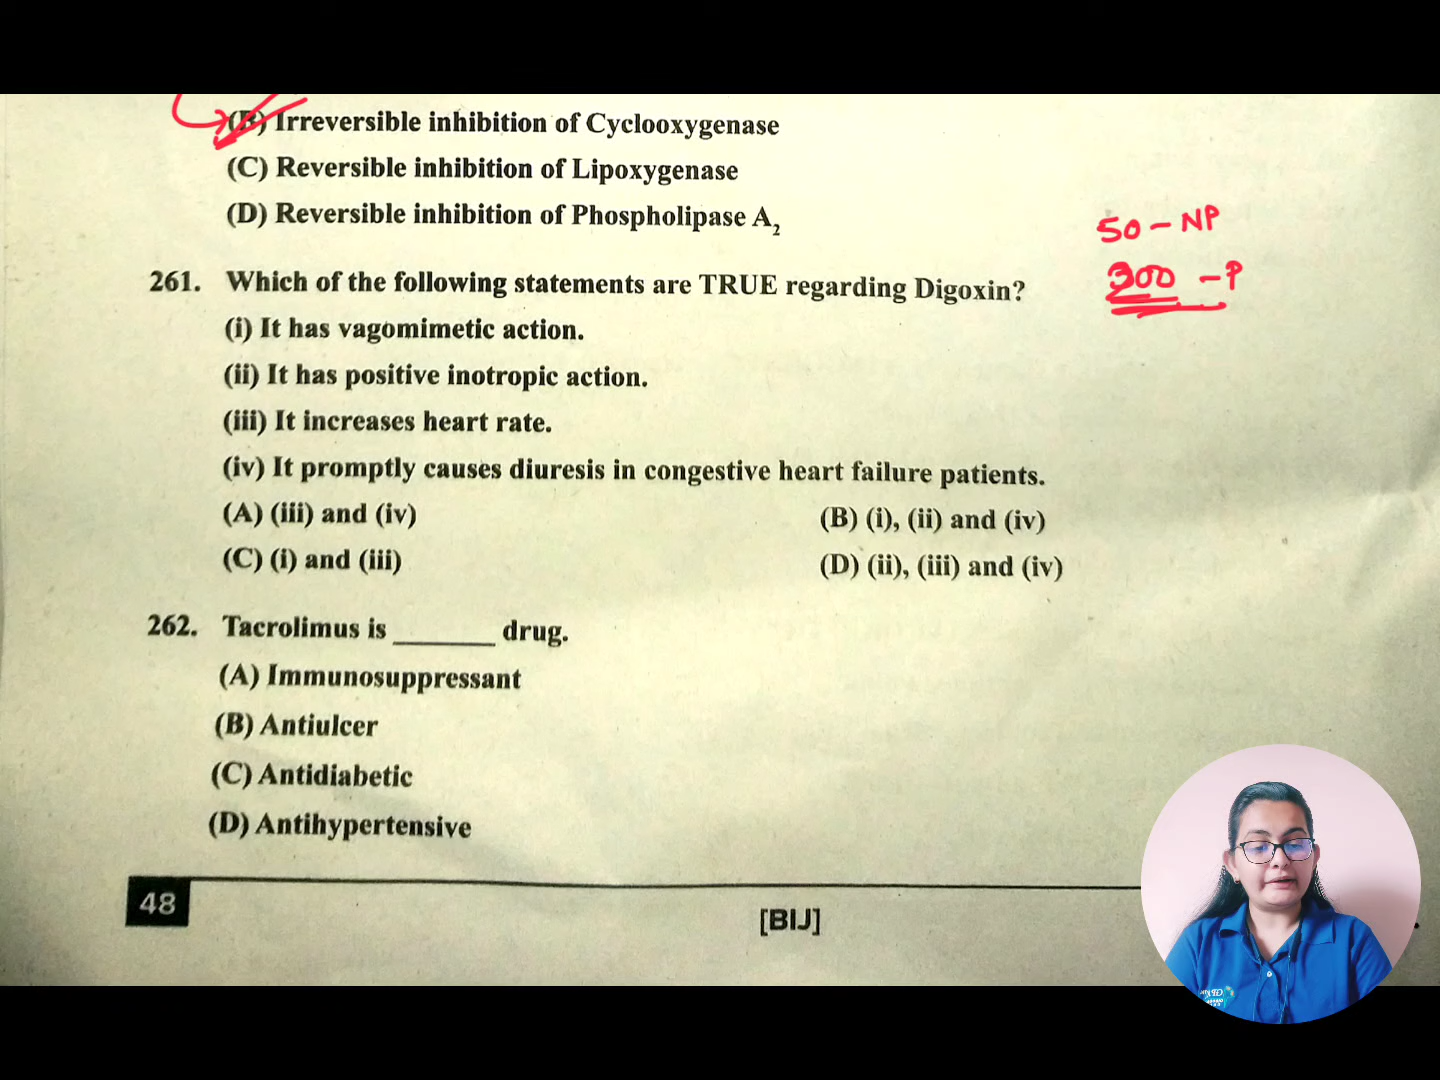 (B) Irreversible inhibition of Cyclooxygenase
(C) Reversible inhibition of Lipoxygenase
(D) Reversible inhibition of Phospholipase A₂
50 - NP
300 - P
261. Which of the following statements are TRUE regarding Digoxin?
(i) It has vagomimetic action.
(ii) It has positive inotropic action.
(iii) It increases heart rate.
(iv) It promptly causes diuresis in congestive heart failure patients.
(A) (iii) and (iv) (B) (i), (ii) and (iv)
(C) (i) and (iii) (D) (ii), (iii) and (iv)
262. Tacrolimus is ______ drug.
(A) Immunosuppressant
(B) Antiulcer
(C) Antidiabetic
(D) Antihypertensive
48
[BIJ]